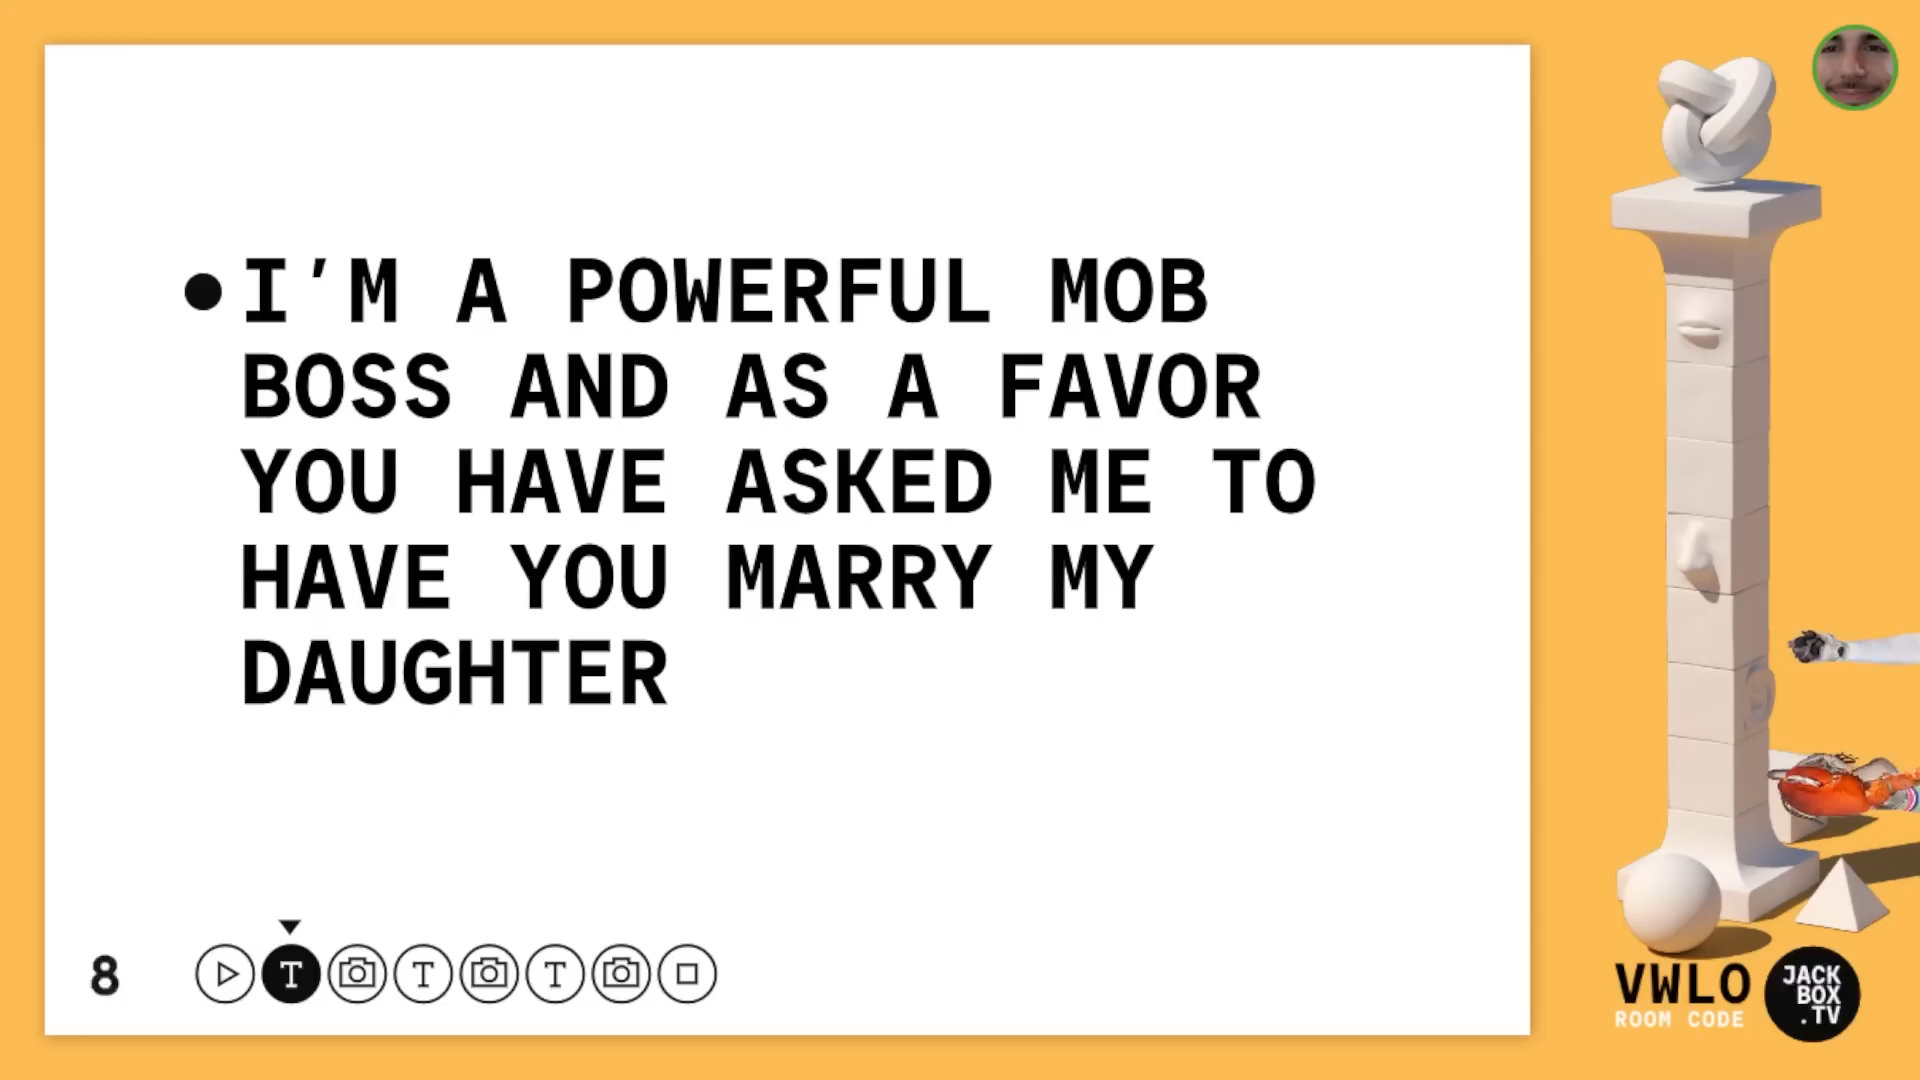 I'M A POWERFUL MOB
BOSS AND AS A FAVOR
YOU HAVE ASKED ME TO
HAVE YOU MARRY MY
DAUGHTER
8
T
T
T
VWLO
ROOM CODE
JACK
BOX
.TV